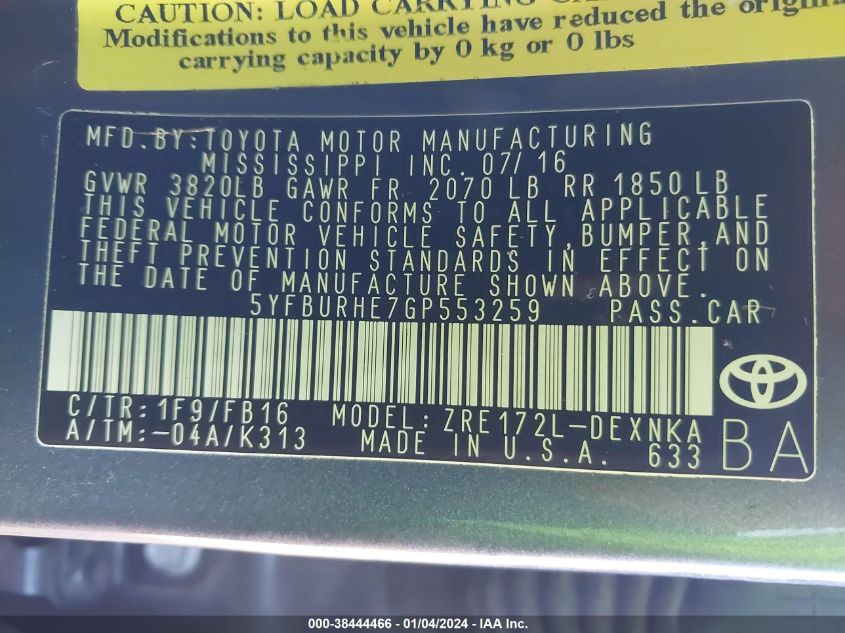 CAUTION: LOAD CARRYING
Modifications to this vehicle have reduced the original
carrying capacity by 0 kg or 0 lbs
MFD.BY:TOYOTA MOTOR MANUFACTURING
MISSISSIPPI INC. 07/16
GVWR 3820LB GAWR FR 2070 LB RR 1850LB
THIS VEHICLE CONFORMS TO ALL APPLICABLE
FEDERAL MOTOR VEHICLE SAFETY,BUMPER,AND
THEFT PREVENTION STANDARDS IN EFFECT ON
THE DATE OF MANUFACTURE SHOWN ABOVE.
5YFBURHE7GP553259 PASS.CAR
C/TR:1F9/FB16 MODEL:ZRE172L-DEXNKA
A/TM:-04A/K313 MADE IN U.S.A. 633 BA
000-38444466 - 01/04/2024 - IAA Inc.